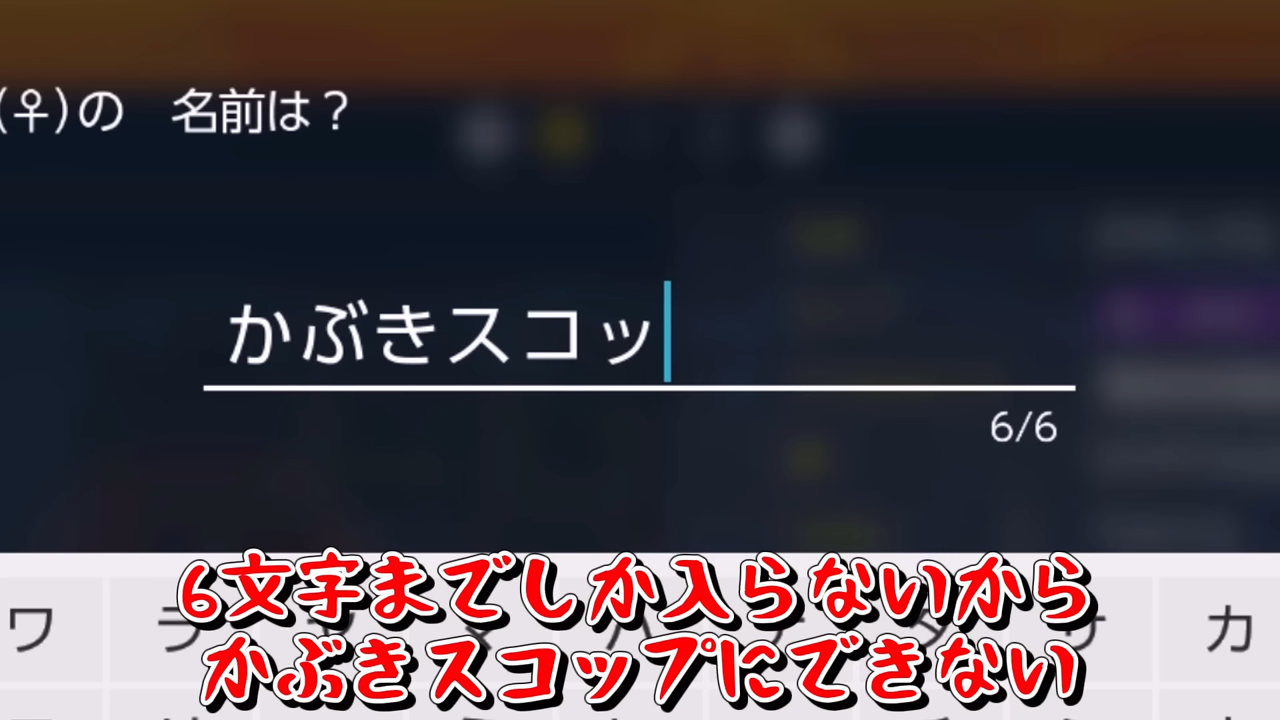 (♀)の　名前は？
かぶきスコッ
6/6
6文字までしか入らないから
かぶきスコップにできない
ワ
ラ
サ
カ